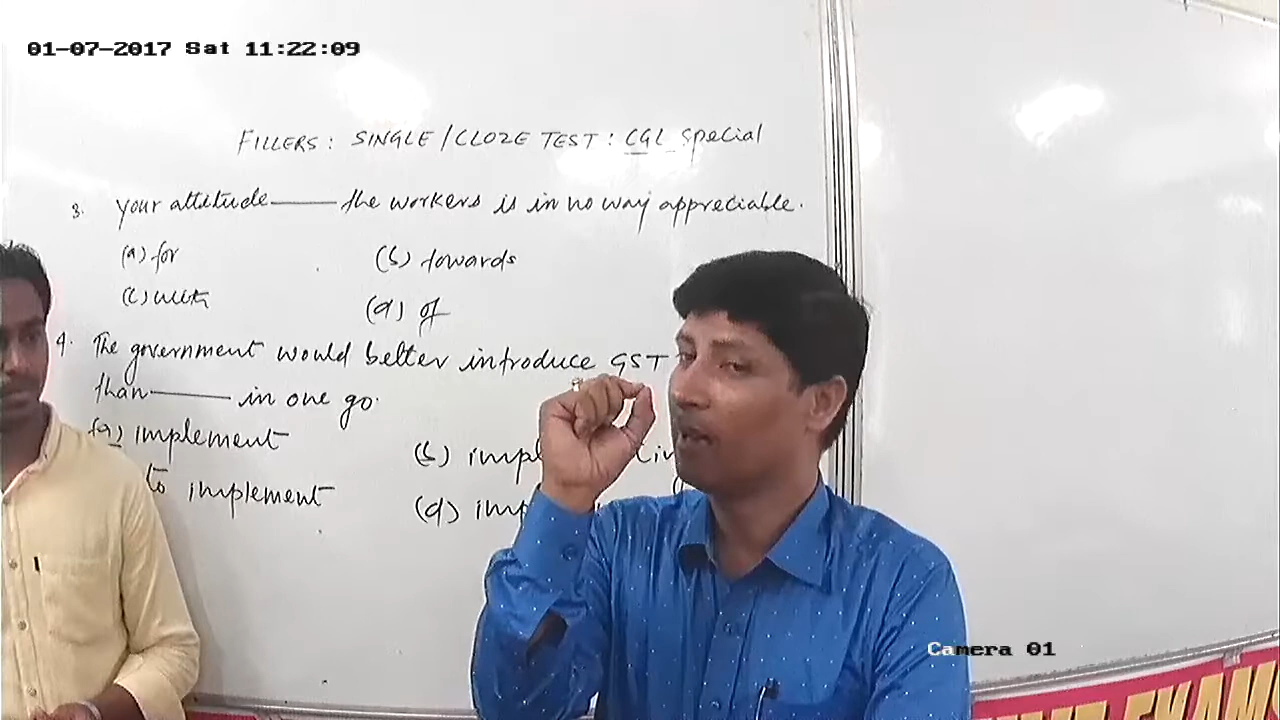 01-07-2017 Sat 11:22:09
FILLERS: SINGLE/CLOZE TEST: CGL Special
3. your attitude——the workers is in no way appreciable.
(a) for (b) towards
(c) with (d) of
4. The government would better introduce GST
than——in one go.
(a) implement (b)
to implement (d)
Camera 01
EXAMS